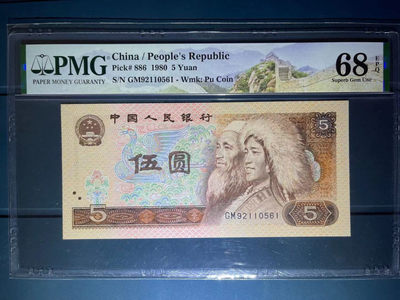 PMG
PAPER MONEY GUARANTY
China / People's Republic
Pick# 886 1980 5 Yuan
S/N GM92110561 - Wmk: Pu Coin
68 EPQ
Superb Gem Unc
中国人民银行
5
伍圆
5
GM92110561
5